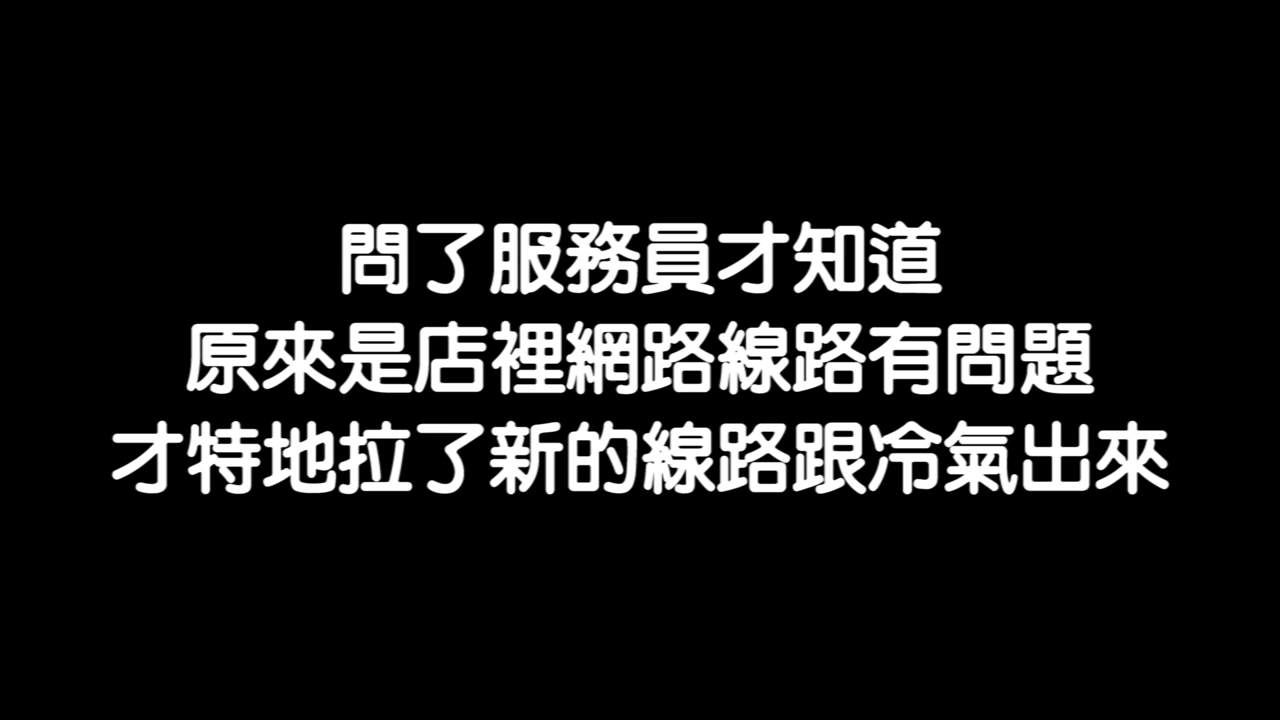 問了服務員才知道
原來是店裡網路線路有問題
才特地拉了新的線路跟冷氣出來